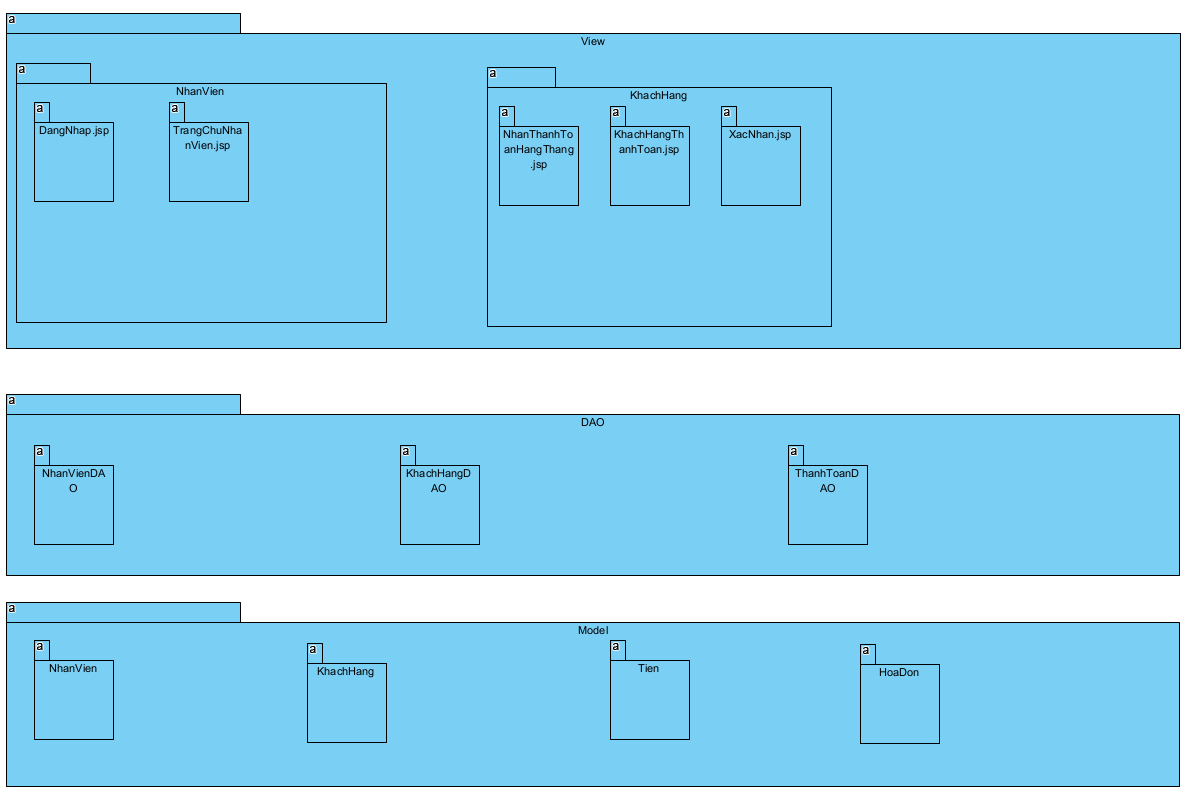 a
View
a
NhanVien
a
DangNhap.jsp
a
TrangChuNha
nVien.jsp
a
KhachHang
a
NhanThanhTo
anHangThang
.jsp
a
KhachHangTh
anhToan.jsp
a
XacNhan.jsp
a
DAO
a
NhanVienDA
O
a
KhachHangD
AO
a
ThanhToanD
AO
a
Model
a
NhanVien
a
KhachHang
a
Tien
a
HoaDon